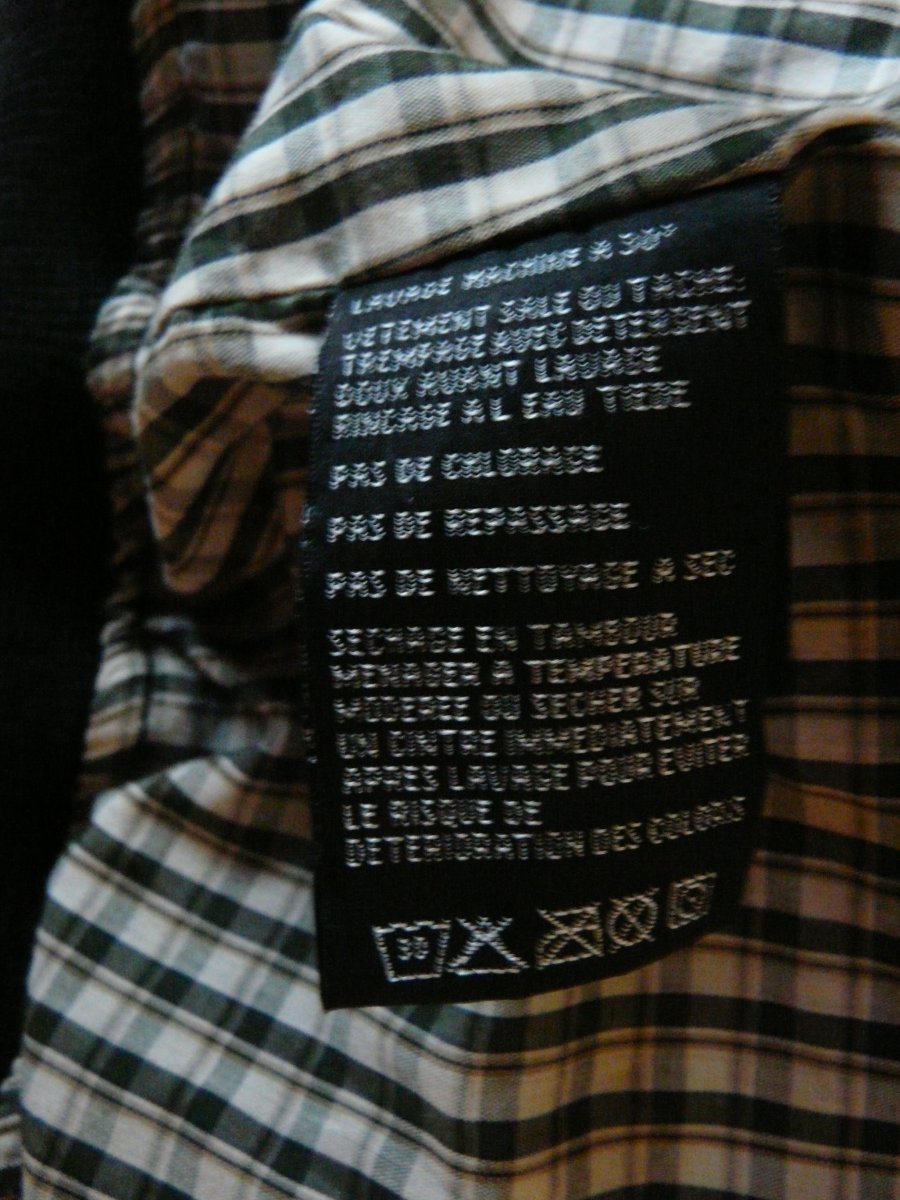 LAVAGE MACHINE A 30°
VETEMENT SALE OU TACHE:
TREMPAGE AVEC DETERGENT
DOUX AVANT LAVAGE
RINCAGE A L EAU TIEDE
PAS DE CHLORAGE
PAS DE REPASSAGE
PAS DE NETTOYAGE A SEC
SECHAGE EN TAMBOUR
MENAGER A TEMPERATURE
MODEREE OU SECHER SUR
UN CINTRE IMMEDIATEMENT
APRES LAVAGE POUR EVITER
LE RISQUE DE
DETERIORATION DES COLORIS
30